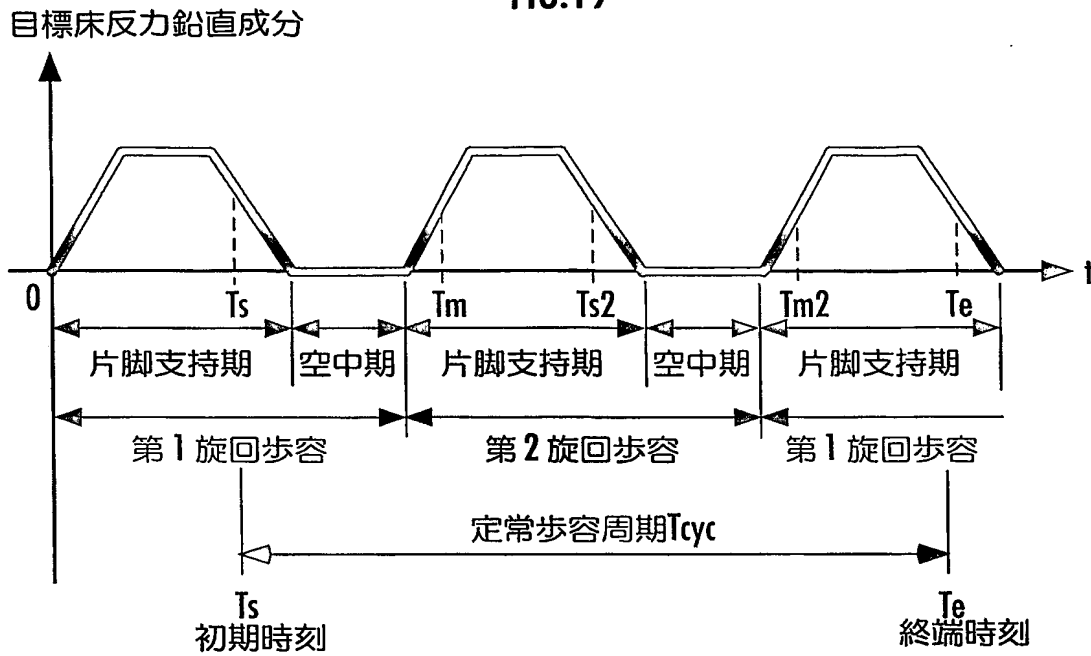 FIG.19
目標床反力鉛直成分
0 Ts Tm Ts2 Tm2 Te t
片脚支持期 空中期 片脚支持期 空中期 片脚支持期
第1旋回歩容 第2旋回歩容 第1旋回歩容
定常歩容周期Tcyc
Ts Te
初期時刻 終端時刻